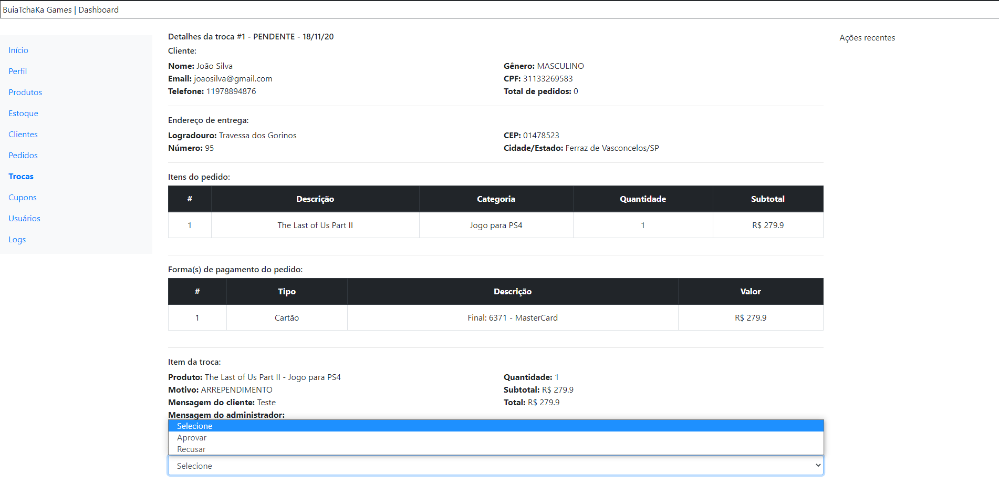 BuiaTchaKa Games | Dashboard
Início
Perfil
Produtos
Estoque
Clientes
Pedidos
Trocas
Cupons
Usuários
Logs
Detalhes da troca #1 - PENDENTE - 18/11/20
Cliente:
Nome: João Silva
Email: joaosilva@gmail.com
Telefone: 11978894876
Gênero: MASCULINO
CPF: 31133269583
Total de pedidos: 0
Endereço de entrega:
Logradouro: Travessa dos Gorinos
Número: 95
CEP: 01478523
Cidade/Estado: Ferraz de Vasconcelos/SP
Itens do pedido:
# Descrição Categoria Quantidade Subtotal
1 The Last of Us Part II Jogo para PS4 1 R$ 279.9
Forma(s) de pagamento do pedido:
# Tipo Descrição Valor
1 Cartão Final: 6371 - MasterCard R$ 279.9
Item da troca:
Produto: The Last of Us Part II - Jogo para PS4
Motivo: ARREPENDIMENTO
Mensagem do cliente: Teste
Mensagem do administrador:
Quantidade: 1
Subtotal: R$ 279.9
Total: R$ 279.9
Selecione
Aprovar
Recusar
Selecione
Ações recentes